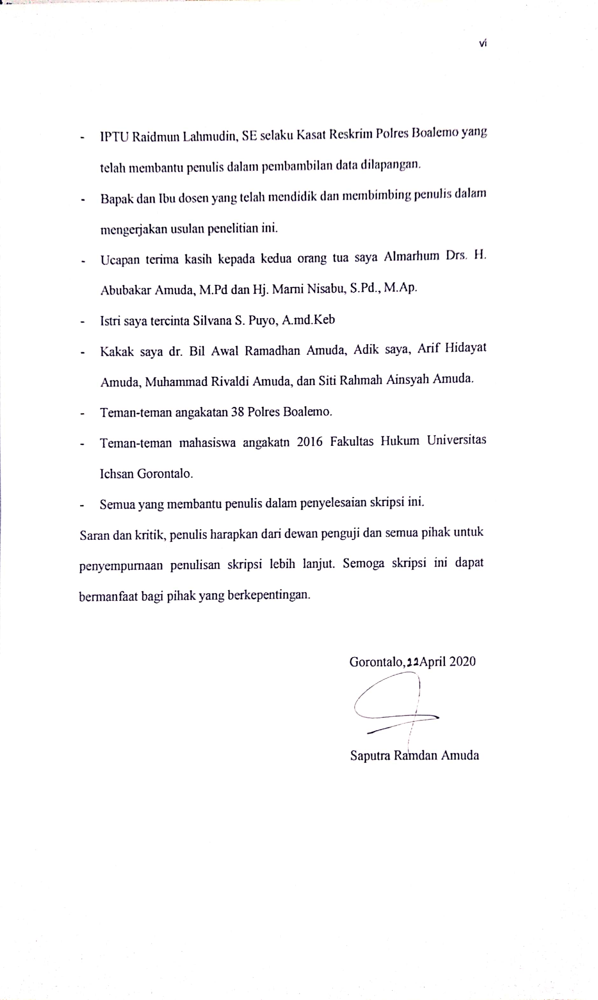 vi
- IPTU Raidmun Lahmudin, SE selaku Kasat Reskrim Polres Boalemo yang
telah membantu penulis dalam pembambilan data dilapangan.
- Bapak dan Ibu dosen yang telah mendidik dan membimbing penulis dalam
mengerjakan usulan penelitian ini.
- Ucapan terima kasih kepada kedua orang tua saya Almarhum Drs. H.
Abubakar Amuda, M.Pd dan Hj. Marni Nisabu, S.Pd., M.Ap.
- Istri saya tercinta Silvana S. Puyo, A.md.Keb
- Kakak saya dr. Bil Awal Ramadhan Amuda, Adik saya, Arif Hidayat
Amuda, Muhammad Rivaldi Amuda, dan Siti Rahmah Ainsyah Amuda.
- Teman-teman angakatan 38 Polres Boalemo.
- Teman-teman mahasiswa angakatn 2016 Fakultas Hukum Universitas
Ichsan Gorontalo.
- Semua yang membantu penulis dalam penyelesaian skripsi ini.
Saran dan kritik, penulis harapkan dari dewan penguji dan semua pihak untuk
penyempurnaan penulisan skripsi lebih lanjut. Semoga skripsi ini dapat
bermanfaat bagi pihak yang berkepentingan.
Gorontalo, April 2020
Saputra Ramdan Amuda